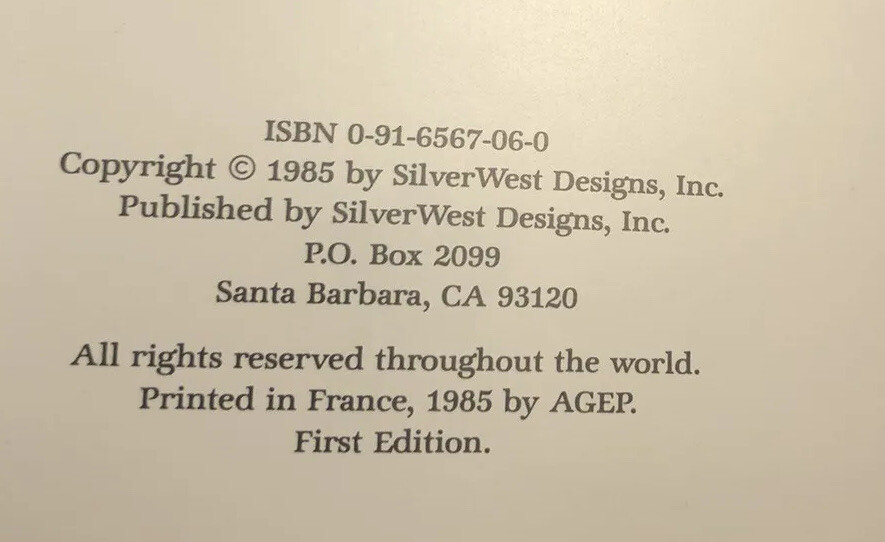 ISBN 0-91-6567-06-0
Copyright © 1985 by SilverWest Designs, Inc.
Published by SilverWest Designs, Inc.
P.O. Box 2099
Santa Barbara, CA 93120
All rights reserved throughout the world.
Printed in France, 1985 by AGEP.
First Edition.